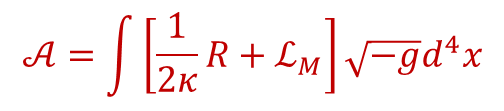 𝒜 = ∫ [ 1/2κ R + ℒ_M ] √−g d⁴x